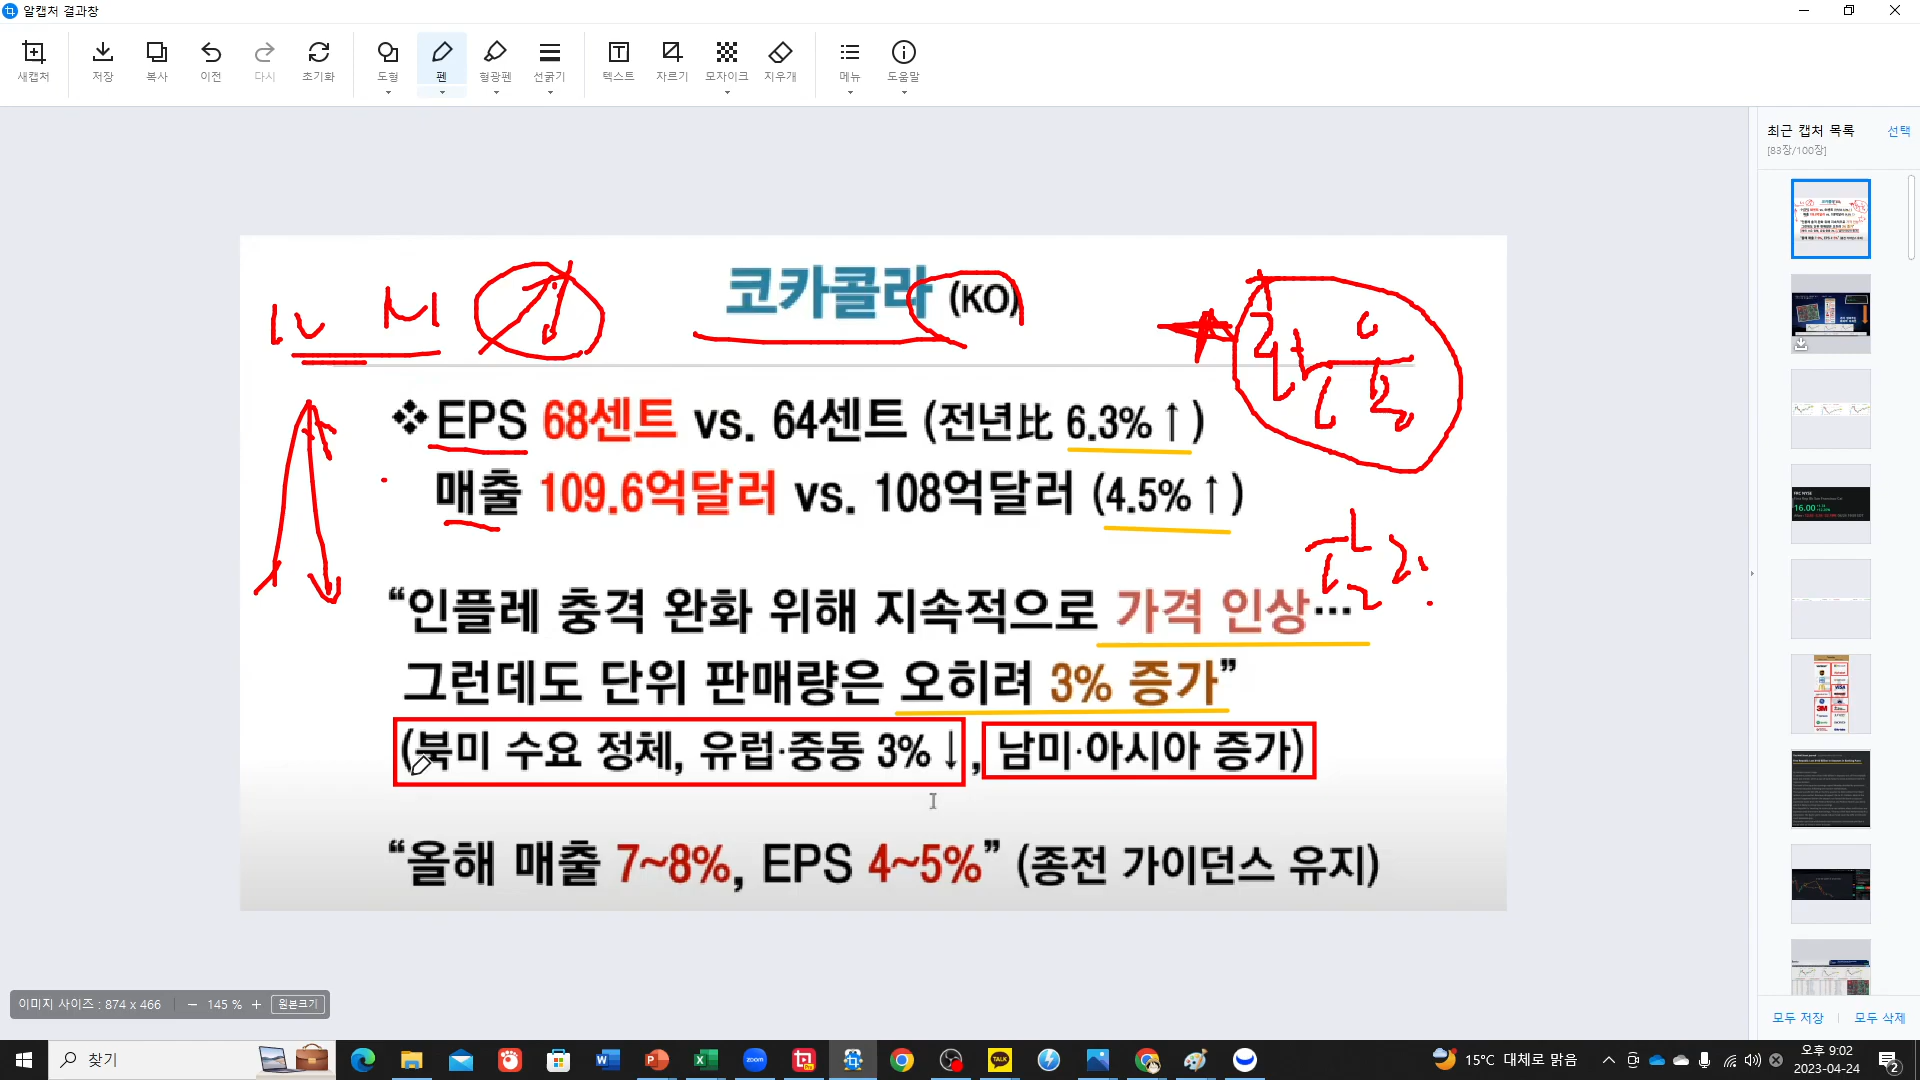 알캡처 결과창
새캡처 저장 복사 이전 다시 초기화 도형 펜 형광펜 선굵기 텍스트 자르기 모자이크 지우개 메뉴 도움말
최근 캡처 목록 선택
[83장/100장]
코카콜라 (KO)
❖EPS 68센트 vs. 64센트 (전년比 6.3%↑)
매출 109.6억달러 vs. 108억달러 (4.5%↑)
“인플레 충격 완화 위해 지속적으로 가격 인상…
그런데도 단위 판매량은 오히려 3% 증가”
(북미 수요 정체, 유럽·중동 3%↓, 남미·아시아 증가)
“올해 매출 7~8%, EPS 4~5%” (종전 가이던스 유지)
이미지 사이즈 : 874 x 466 − 145 % + 원본크기
모두 저장 모두 삭제
찾기
15°C 대체로 맑음
오후 9:02
2023-04-24
2